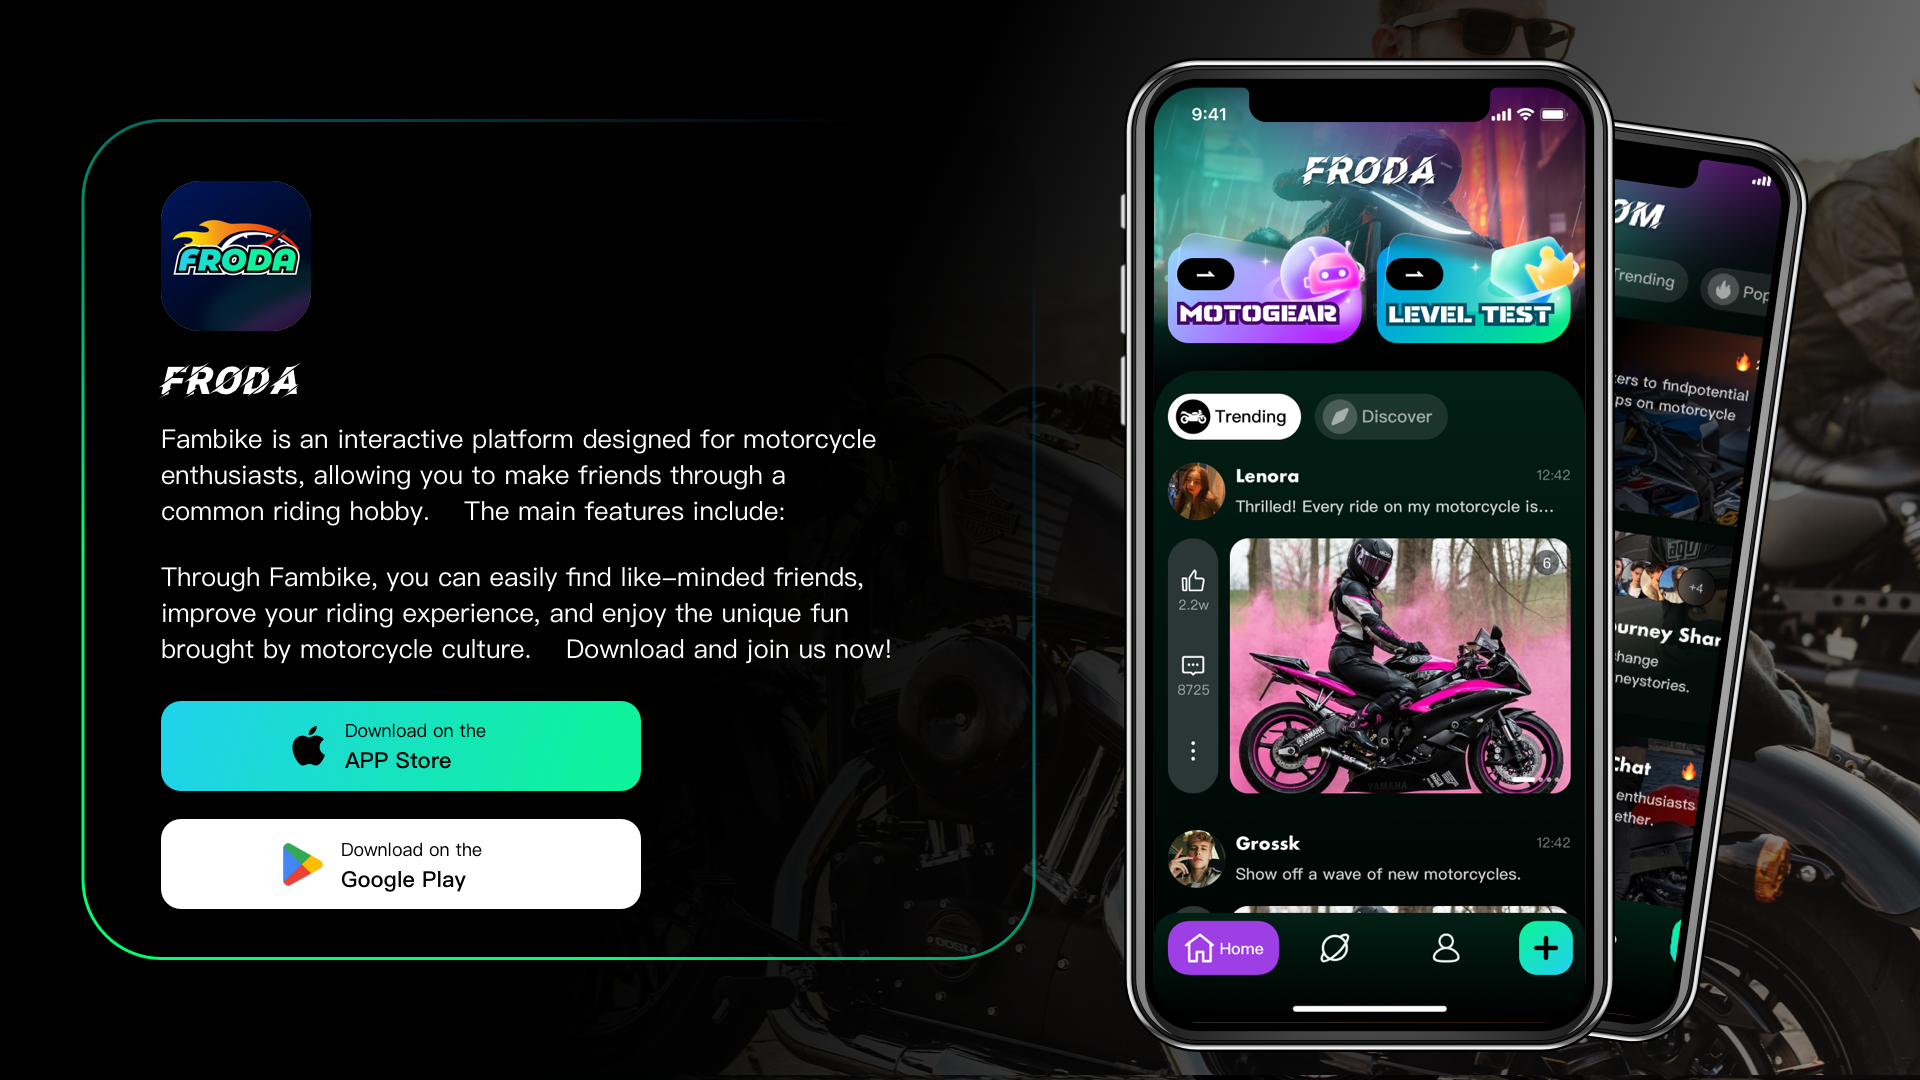 FRODA
FRODA
Fambike is an interactive platform designed for motorcycle
enthusiasts, allowing you to make friends through a
common riding hobby. The main features include:
Through Fambike, you can easily find like–minded friends,
improve your riding experience, and enjoy the unique fun
brought by motorcycle culture. Download and join us now!
Download on the
APP Store
Download on the
Google Play
9:41
FRODA
MOTOGEAR
LEVEL TEST
Trending
Discover
Lenora
12:42
Thrilled! Every ride on my motorcycle is...
6
2.2w
8725
YAMAHA
YAMAHA
Grossk
12:42
Show off a wave of new motorcycles.
Home
OM
Trending
Pop
kers to findpotential
ps on motorcycle
agv
+4
urney Shar
change
neystories.
Chat
enthusiasts
ether.